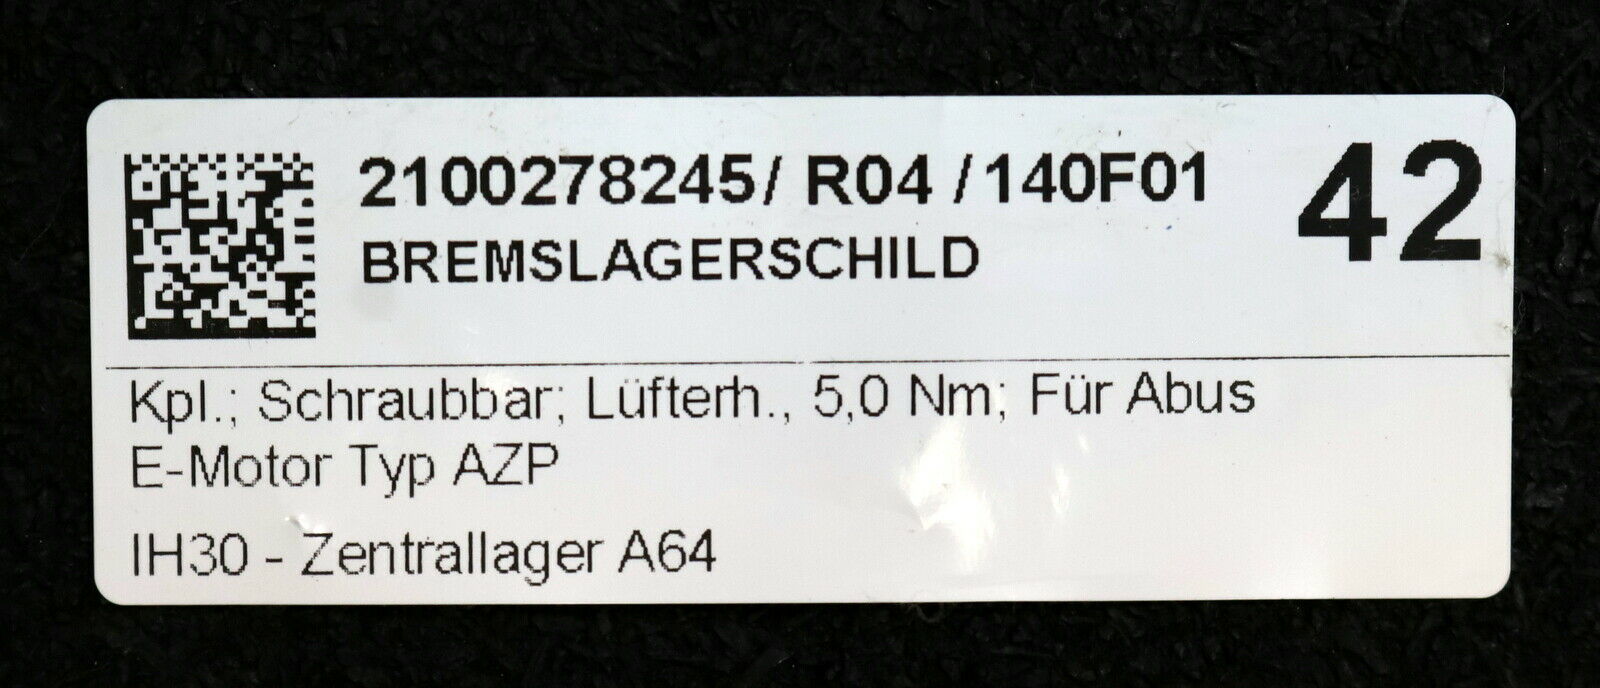 2100278245/ R04 /140F01
42
BREMSLAGERSCHILD
Kpl.; Schraubbar; Lüfterh., 5,0 Nm; Für Abus
E-Motor Typ AZP
IH30 - Zentrallager A64